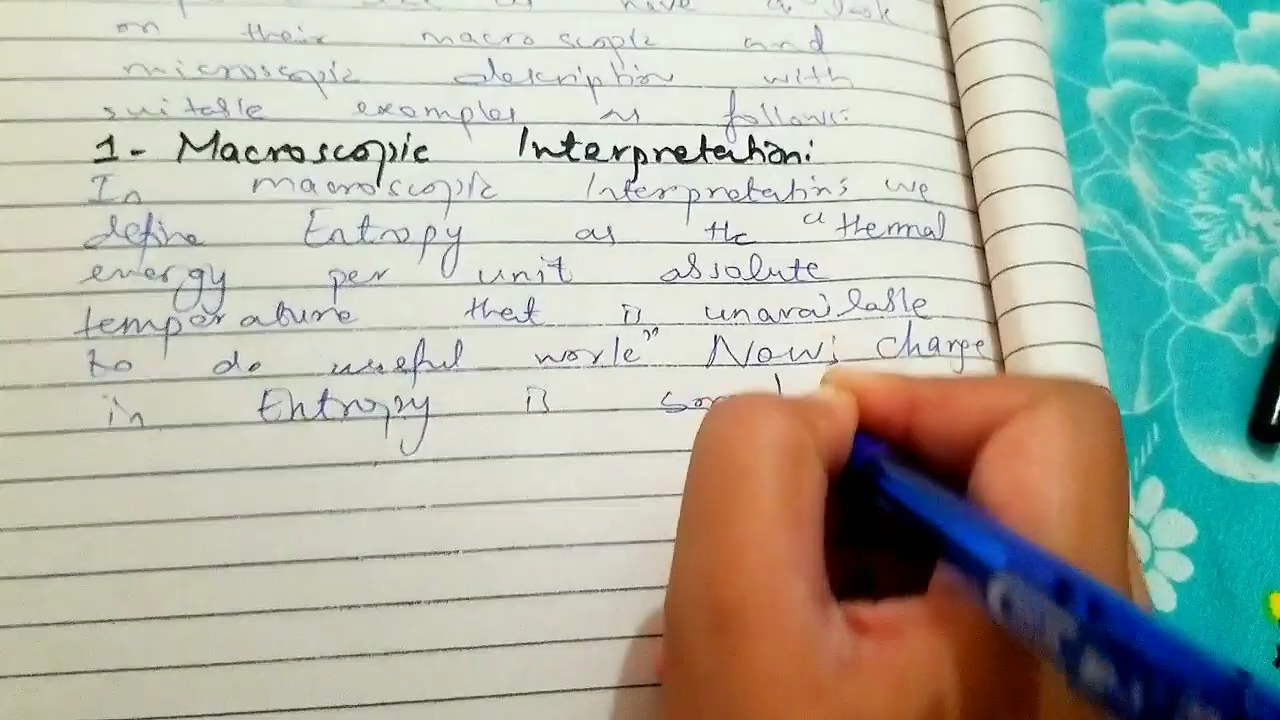 have a look
on their macroscopic and
microscopic description with
suitable examples as follows:
1- Macroscopic Interpretation:
In macroscopic Interpretations we
define Entropy as the "thermal
energy per unit absolute
temperature that is unavailable
to do useful work" Now; Change
in Entropy is